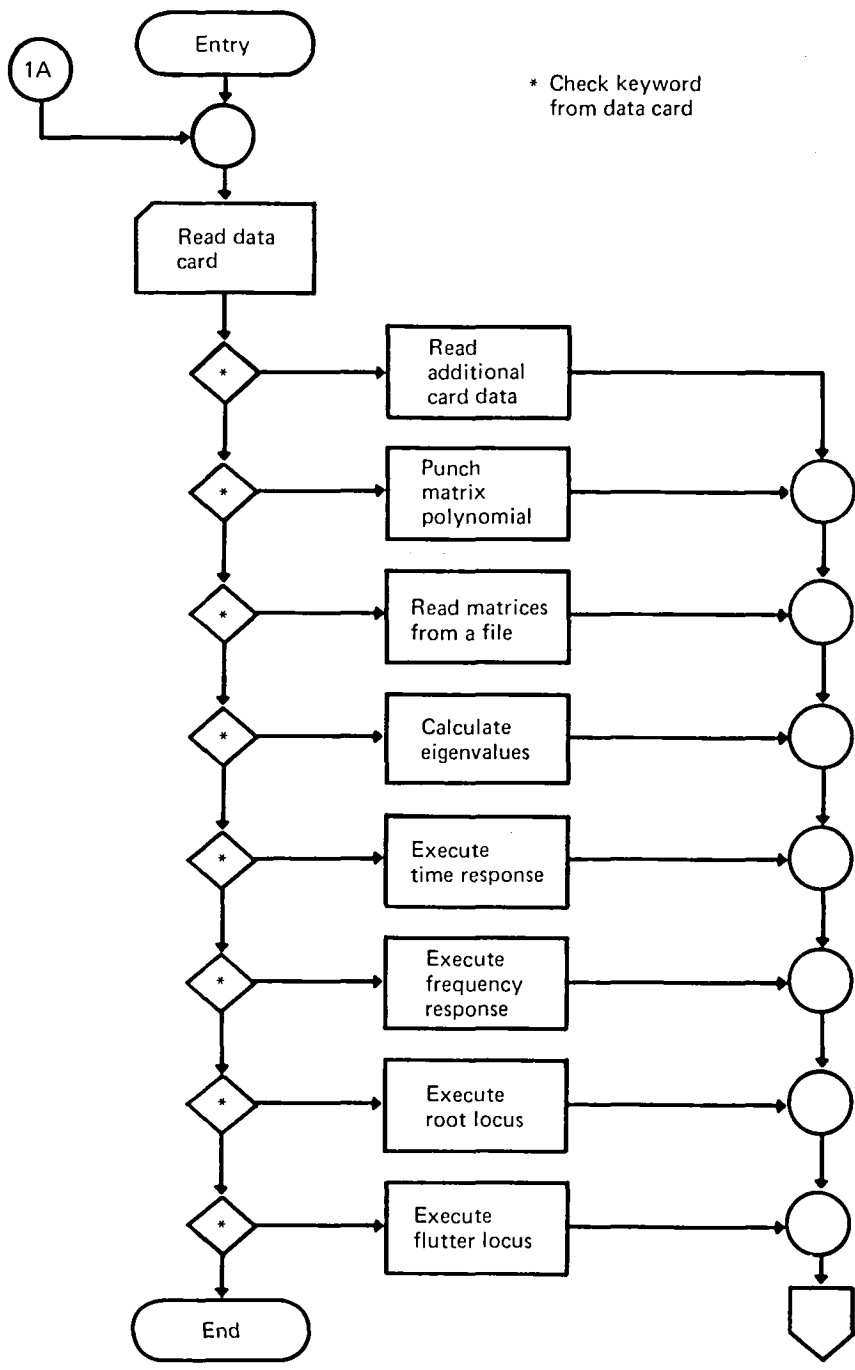 Entry
1A
* Check keyword
from data card
Read data
card
*
Read
additional
card data
*
Punch
matrix
polynomial
*
Read matrices
from a file
*
Calculate
eigenvalues
*
Execute
time response
*
Execute
frequency
response
*
Execute
root locus
*
Execute
flutter locus
End